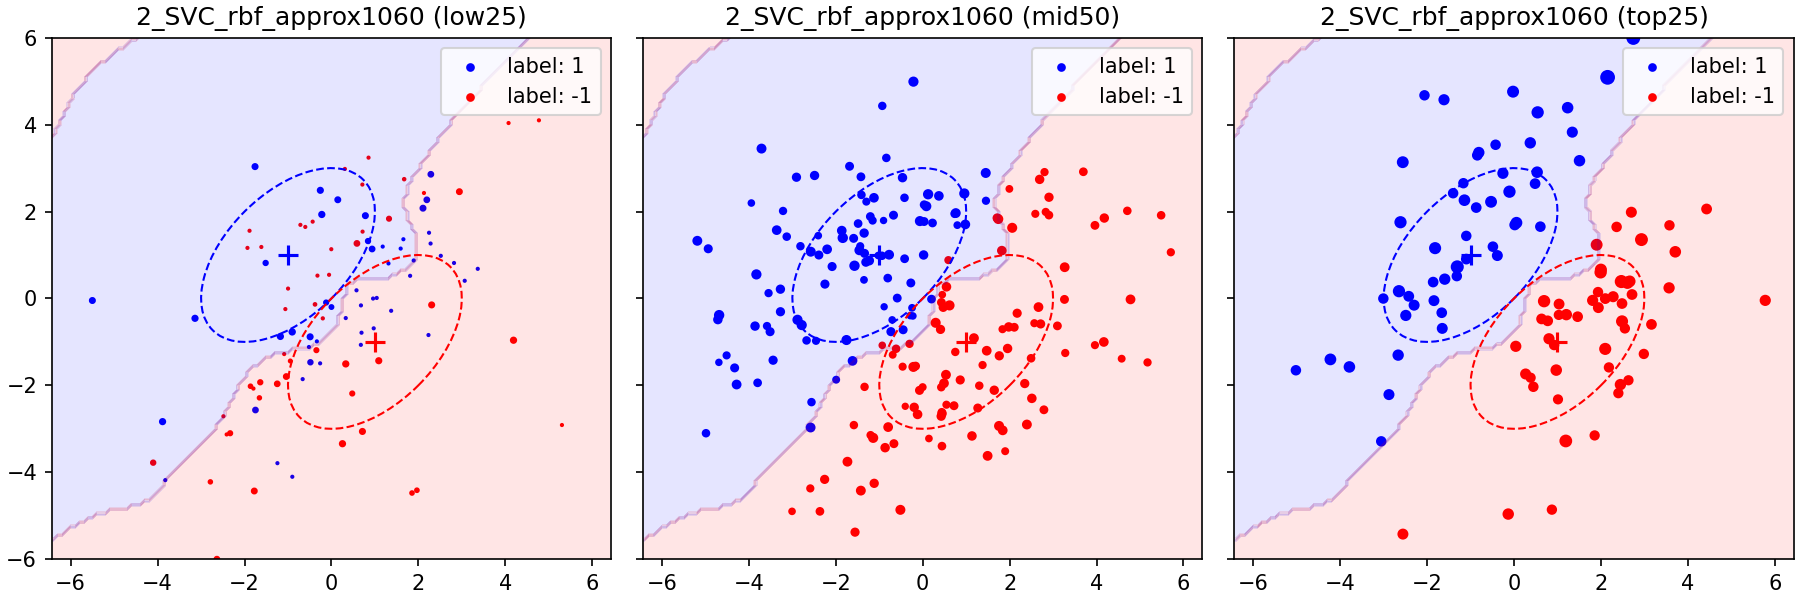 2_SVC_rbf_approx1060 (low25)
2_SVC_rbf_approx1060 (mid50)
2_SVC_rbf_approx1060 (top25)
label: 1
label: -1
label: 1
label: -1
label: 1
label: -1
6
4
2
0
−2
−4
−6
−6 −4 −2 0 2 4 6
−6 −4 −2 0 2 4 6
−6 −4 −2 0 2 4 6